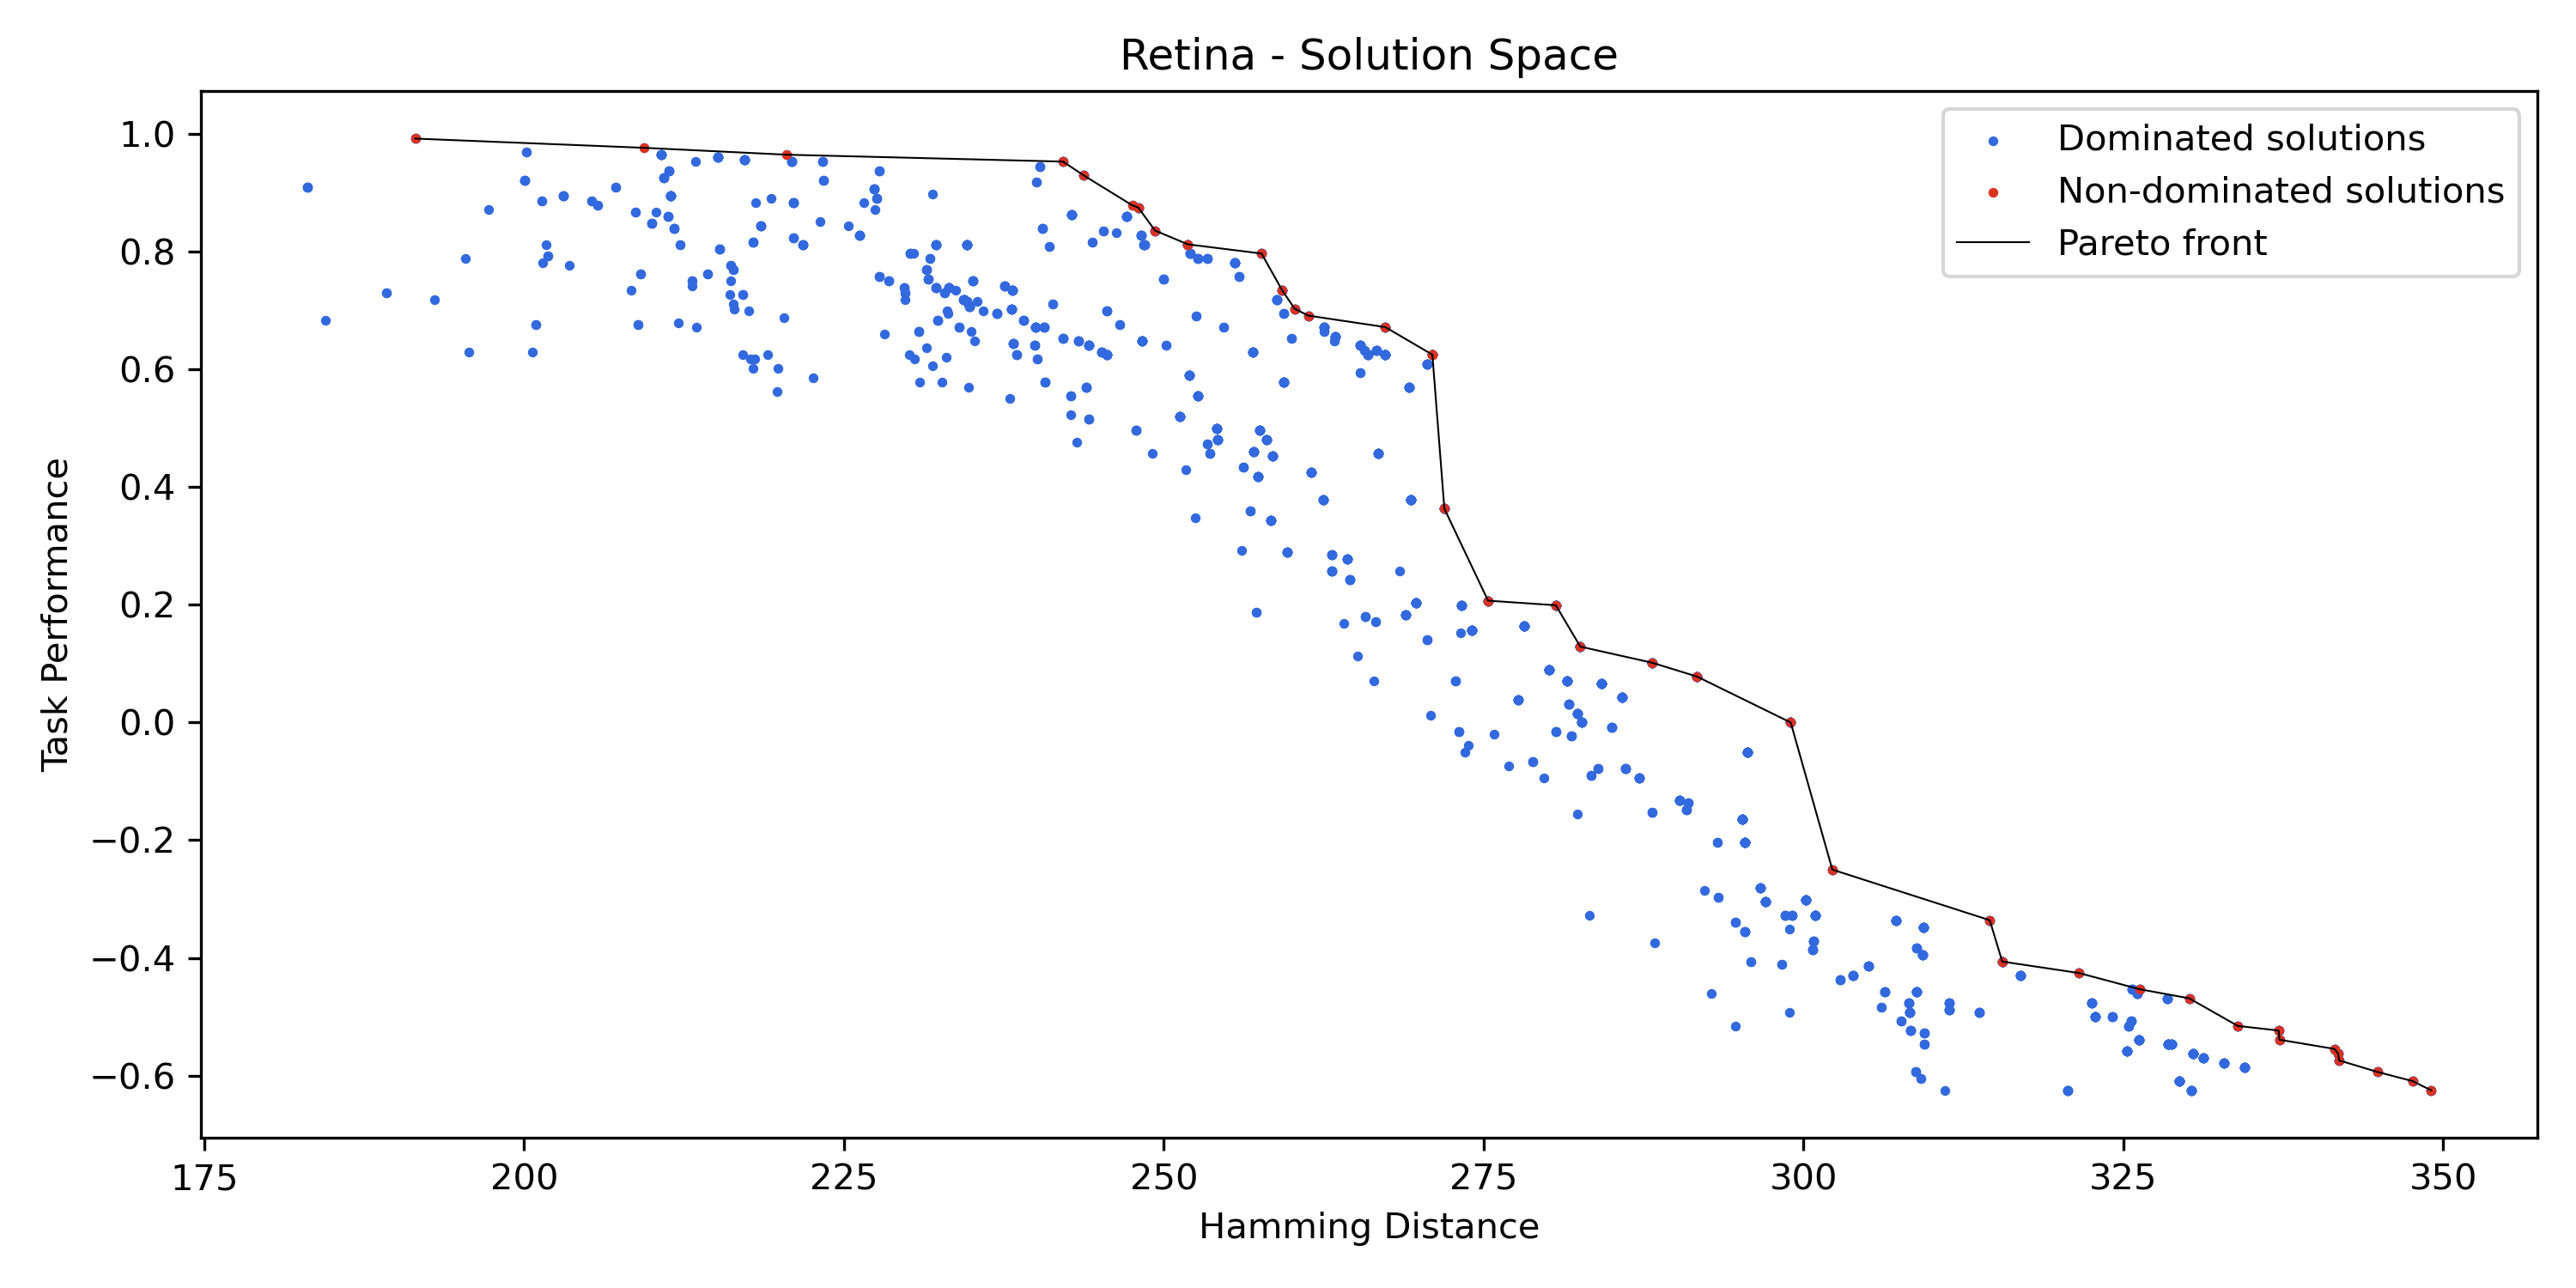 Retina - Solution Space
Dominated solutions
Non-dominated solutions
Pareto front
Task Performance
1.0
0.8
0.6
0.4
0.2
0.0
−0.2
−0.4
−0.6
175 200 225 250 275 300 325 350
Hamming Distance